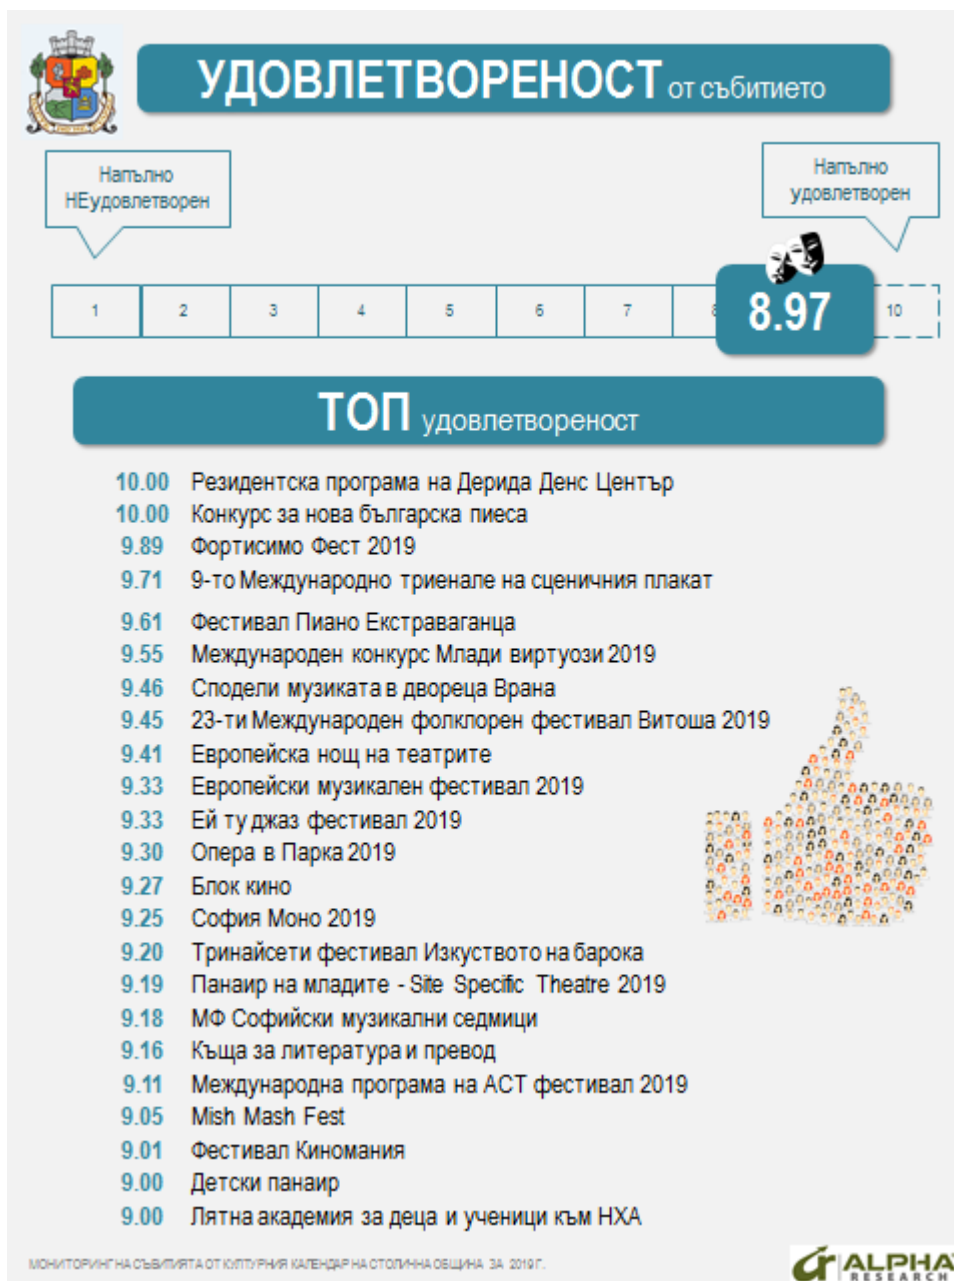 УДОВЛЕТВОРЕНОСТ от събитието
Напълно
НЕудовлетворен
Напълно
удовлетворен
1 2 3 4 5 6 7 8.97 10
ТОП удовлетвореност
10.00 Резидентска програма на Дерида Денс Център
10.00 Конкурс за нова българска пиеса
9.89 Фортисимо Фест 2019
9.71 9-то Международно триенале на сценичния плакат
9.61 Фестивал Пиано Екстраваганца
9.55 Международен конкурс Млади виртуози 2019
9.46 Сподели музиката в двореца Врана
9.45 23-ти Международен фолклорен фестивал Витоша 2019
9.41 Европейска нощ на театрите
9.33 Европейски музикален фестивал 2019
9.33 Ей ту джаз фестивал 2019
9.30 Опера в Парка 2019
9.27 Блок кино
9.25 София Моно 2019
9.20 Тринайсети фестивал Изкуството на барока
9.19 Панаир на младите - Site Specific Theatre 2019
9.18 МФ Софийски музикални седмици
9.16 Къща за литература и превод
9.11 Международна програма на АСТ фестивал 2019
9.05 Mish Mash Fest
9.01 Фестивал Киномания
9.00 Детски панаир
9.00 Лятна академия за деца и ученици към НХА
МОНИТОРИНГ НА СЪБИТИЯТА ОТ КУЛТУРНИЯ КАЛЕНДАР НА СТОЛИЧНА ОБЩИНА ЗА 2019 Г.
ALPHA
RESEARCH